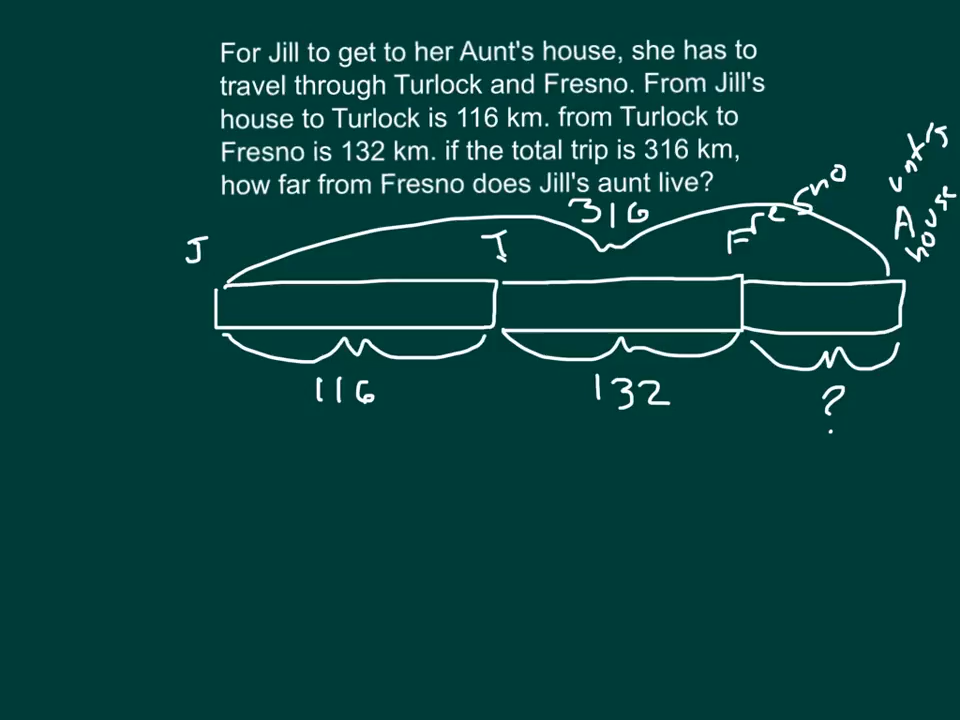 For Jill to get to her Aunt's house, she has to
travel through Turlock and Fresno. From Jill's
house to Turlock is 116 km. from Turlock to
Fresno is 132 km. if the total trip is 316 km,
how far from Fresno does Jill's aunt live?
316
J
T
Fresno
Aunt's
house
116
132
?